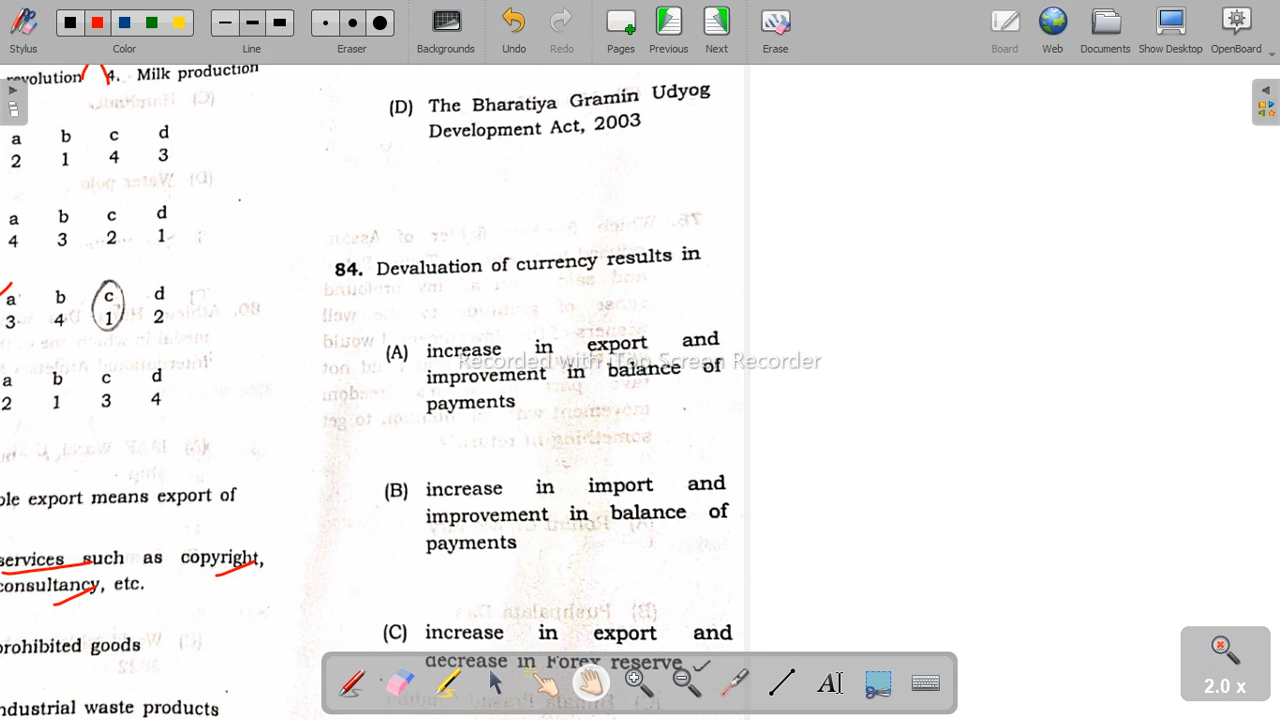 Stylus
Color
Line
Eraser
Backgrounds
Undo
Redo
Pages
Previous
Next
Erase
Board
Web
Documents
Show Desktop
OpenBoard
revolution 4. Milk production
a b c d
2 1 4 3
a b c d
4 3 2 1
a b c d
3 4 1 2
a b c d
2 1 3 4
ble export means export of
services such as copyright,
consultancy, etc.
prohibited goods
ndustrial waste products
(D) The Bharatiya Gramin Udyog
Development Act, 2003
84. Devaluation of currency results in
(A) increase in export and
improvement in balance of
payments
(B) increase in import and
improvement in balance of
payments
(C) increase in export and
decrease in Forex reserve
Recorded with iTop Screen Recorder
2.0 x